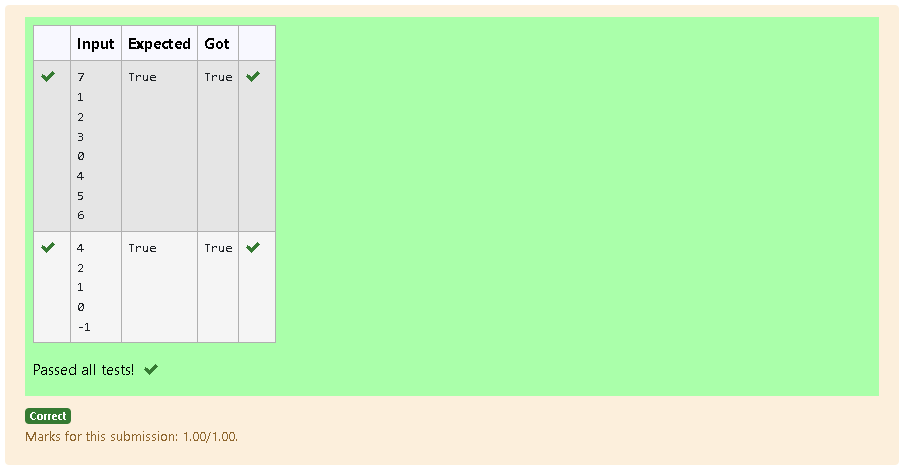 Input Expected Got
7 True True
1
2
3
0
4
5
6
4 True True
2
1
0
-1
Passed all tests!
Correct
Marks for this submission: 1.00/1.00.